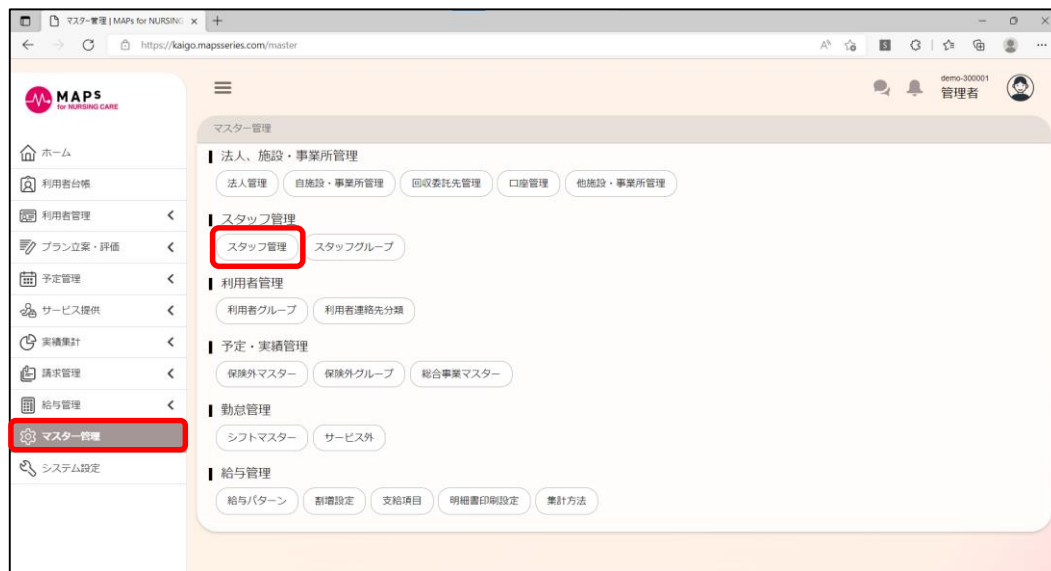 マスター管理 | MAPs for NURSING
https://kaigo.mapsseries.com/master
MAPS
for NURSING CARE
demo-300001
管理者
ホーム
利用者台帳
利用者管理
プラン立案・評価
予定管理
サービス提供
実績集計
請求管理
給与管理
マスター管理
システム設定
マスター管理
法人、施設・事業所管理
法人管理 自施設・事業所管理 回収委託先管理 口座管理 他施設・事業所管理
スタッフ管理
スタッフ管理 スタッフグループ
利用者管理
利用者グループ 利用者連絡先分類
予定・実績管理
保険外マスター 保険外グループ 総合事業マスター
勤怠管理
シフトマスター サービス外
給与管理
給与パターン 割増設定 支給項目 明細書印刷設定 集計方法